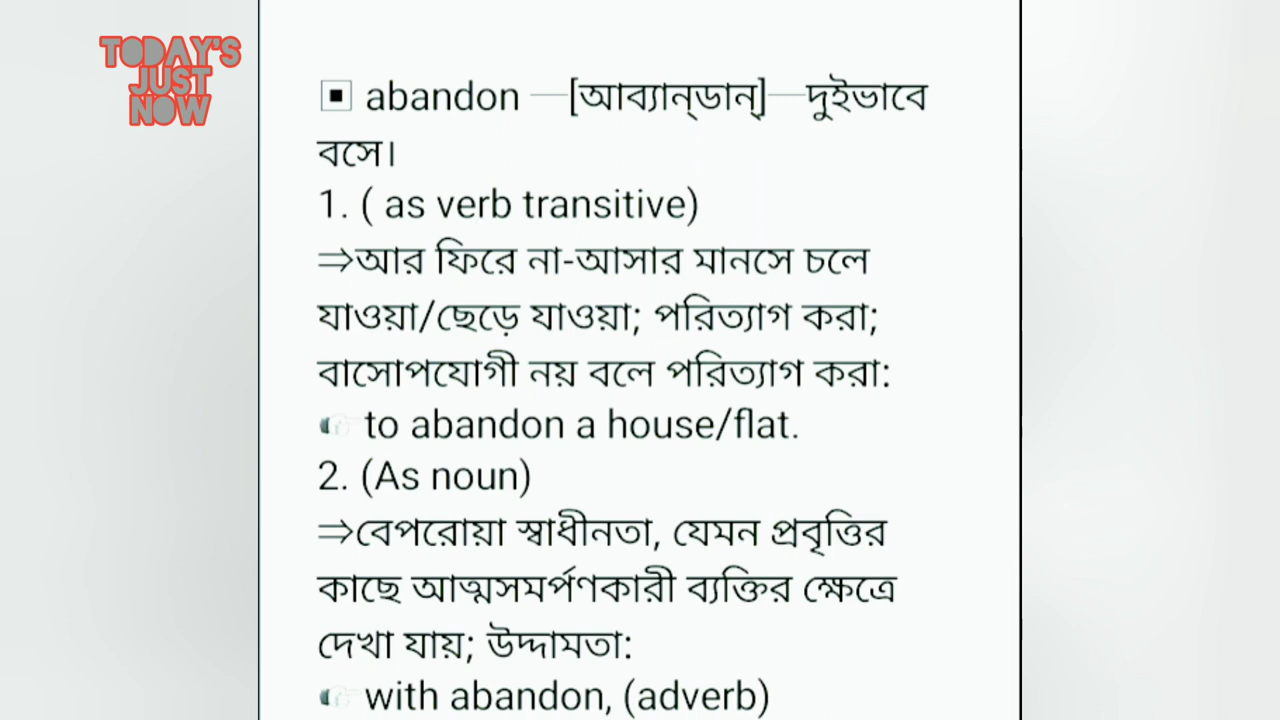 TODAY'S
JUST
NOW
▣ abandon —[আব্যান্ডান্]—দুইভাবে
বসে।
1. ( as verb transitive)
⇒আর ফিরে না-আসার মানসে চলে
যাওয়া/ছেড়ে যাওয়া; পরিত্যাগ করা;
বাসোপযোগী নয় বলে পরিত্যাগ করা:
☞ to abandon a house/flat.
2. (As noun)
⇒বেপরোয়া স্বাধীনতা, যেমন প্রবৃত্তির
কাছে আত্মসমর্পণকারী ব্যক্তির ক্ষেত্রে
দেখা যায়; উদ্দামতা:
☞ with abandon, (adverb)